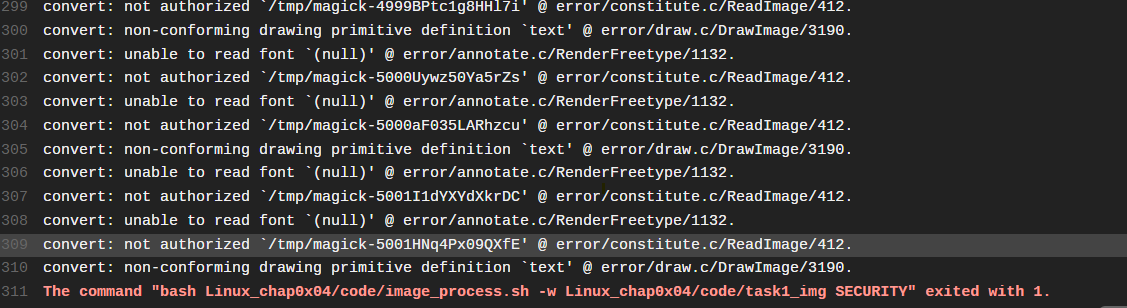 299 convert: not authorized `/tmp/magick-4999BPtc1g8HHl7i' @ error/constitute.c/ReadImage/412.
300 convert: non-conforming drawing primitive definition `text' @ error/draw.c/DrawImage/3190.
301 convert: unable to read font `(null)' @ error/annotate.c/RenderFreetype/1132.
302 convert: not authorized `/tmp/magick-5000Uywz50Ya5rZs' @ error/constitute.c/ReadImage/412.
303 convert: unable to read font `(null)' @ error/annotate.c/RenderFreetype/1132.
304 convert: not authorized `/tmp/magick-5000aF035LARhzcu' @ error/constitute.c/ReadImage/412.
305 convert: non-conforming drawing primitive definition `text' @ error/draw.c/DrawImage/3190.
306 convert: unable to read font `(null)' @ error/annotate.c/RenderFreetype/1132.
307 convert: not authorized `/tmp/magick-5001I1dYXYdXkrDC' @ error/constitute.c/ReadImage/412.
308 convert: unable to read font `(null)' @ error/annotate.c/RenderFreetype/1132.
309 convert: not authorized `/tmp/magick-5001HNq4Px09QXfE' @ error/constitute.c/ReadImage/412.
310 convert: non-conforming drawing primitive definition `text' @ error/draw.c/DrawImage/3190.
311 The command "bash Linux_chap0x04/code/image_process.sh -w Linux_chap0x04/code/task1_img SECURITY" exited with 1.